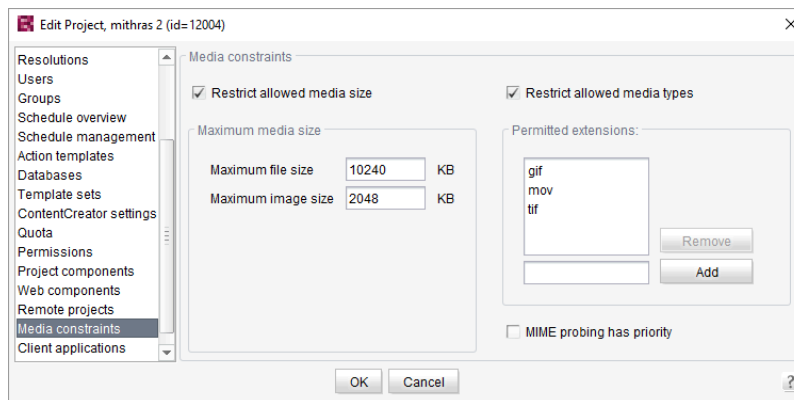 Edit Project, mithras 2 (id=12004)
Resolutions
Users
Groups
Schedule overview
Schedule management
Action templates
Databases
Template sets
ContentCreator settings
Quota
Permissions
Project components
Web components
Remote projects
Media constraints
Client applications
Media constraints
Restrict allowed media size
Maximum media size
Maximum file size 10240 KB
Maximum image size 2048 KB
Restrict allowed media types
Permitted extensions:
gif
mov
tif
Remove
Add
MIME probing has priority
OK Cancel
?